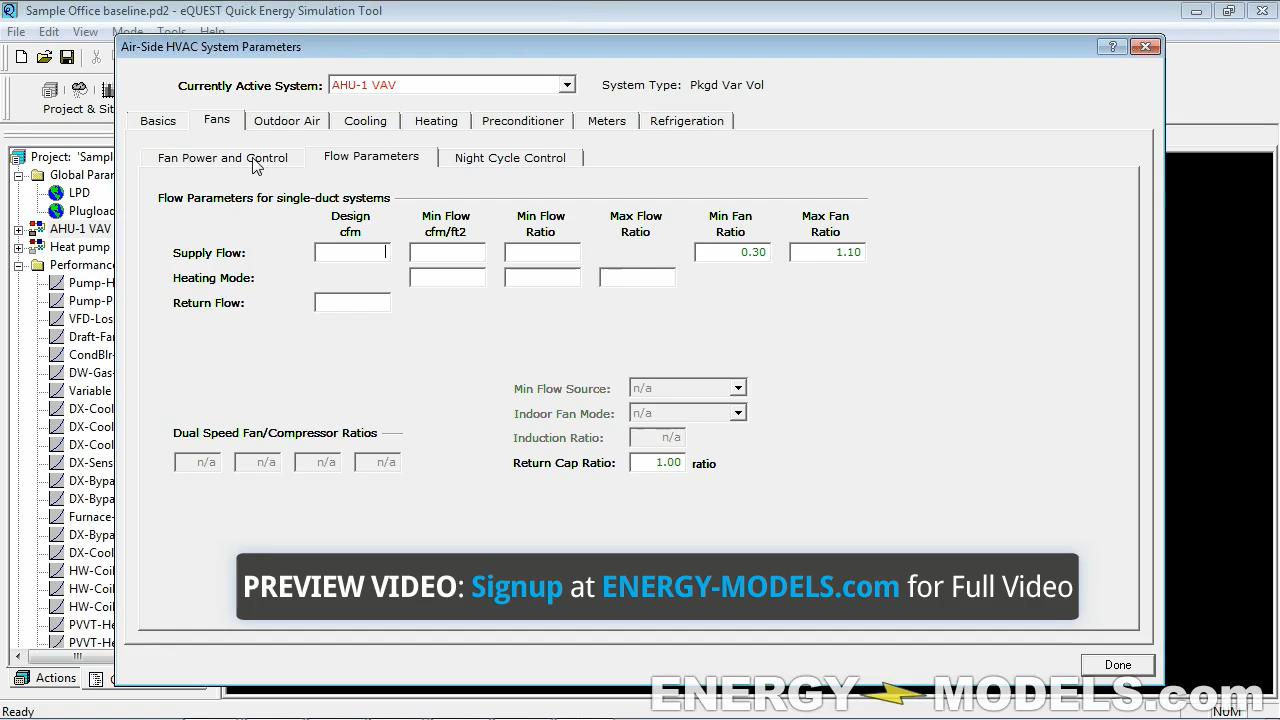 Sample Office baseline.pd2 - eQUEST Quick Energy Simulation Tool
File Edit View Mode Tools Help
Air-Side HVAC System Parameters
?
Currently Active System: AHU-1 VAV System Type: Pkgd Var Vol
Basics Fans Outdoor Air Cooling Heating Preconditioner Meters Refrigeration
Project & Sit
Fan Power and Control Flow Parameters Night Cycle Control
Project: 'Sampl
Global Parar
LPD
Plugload
AHU-1 VAV
Heat pump
Performance
Pump-H
Pump-P
VFD-Los
Draft-Fan
CondBlr-
DW-Gas-
Variable
DX-Cool
DX-Cool
DX-Cool
DX-Sens
DX-Bypa
DX-Bypa
Furnace-
DX-Bypa
DX-Cool
HW-Coil
HW-Coil
HW-Coil
PVVT-He
PVVT-He
Flow Parameters for single-duct systems
Design cfm
Min Flow cfm/ft2
Min Flow Ratio
Max Flow Ratio
Min Fan Ratio
Max Fan Ratio
Supply Flow: 0.30 1.10
Heating Mode:
Return Flow:
Min Flow Source: n/a
Indoor Fan Mode: n/a
Induction Ratio: n/a
Return Cap Ratio: 1.00 ratio
Dual Speed Fan/Compressor Ratios
n/a n/a n/a n/a
PREVIEW VIDEO: Signup at ENERGY-MODELS.com for Full Video
Done
Actions
ENERGY MODELS.com
Ready
NUM